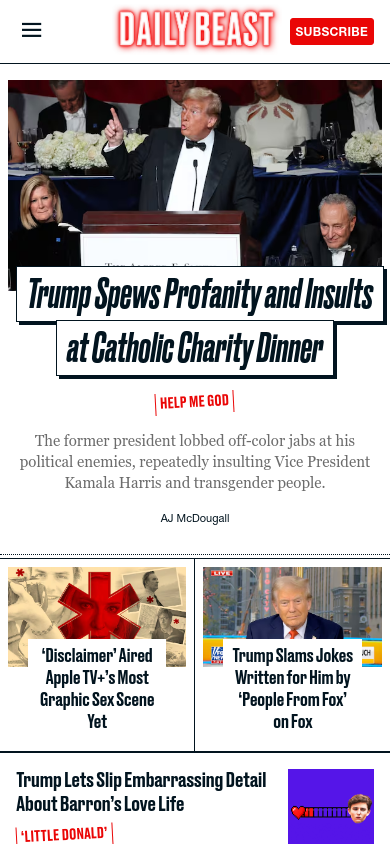 DAILY BEAST
SUBSCRIBE
Trump Spews Profanity and Insults
at Catholic Charity Dinner
HELP ME GOD
The former president lobbed off-color jabs at his
political enemies, repeatedly insulting Vice President
Kamala Harris and transgender people.
AJ McDougall
LIVE
‘Disclaimer’ Aired
Apple TV+’s Most
Graphic Sex Scene
Yet
Trump Slams Jokes
Written for Him by
‘People From Fox’
on Fox
Trump Lets Slip Embarrassing Detail
About Barron’s Love Life
‘LITTLE DONALD’